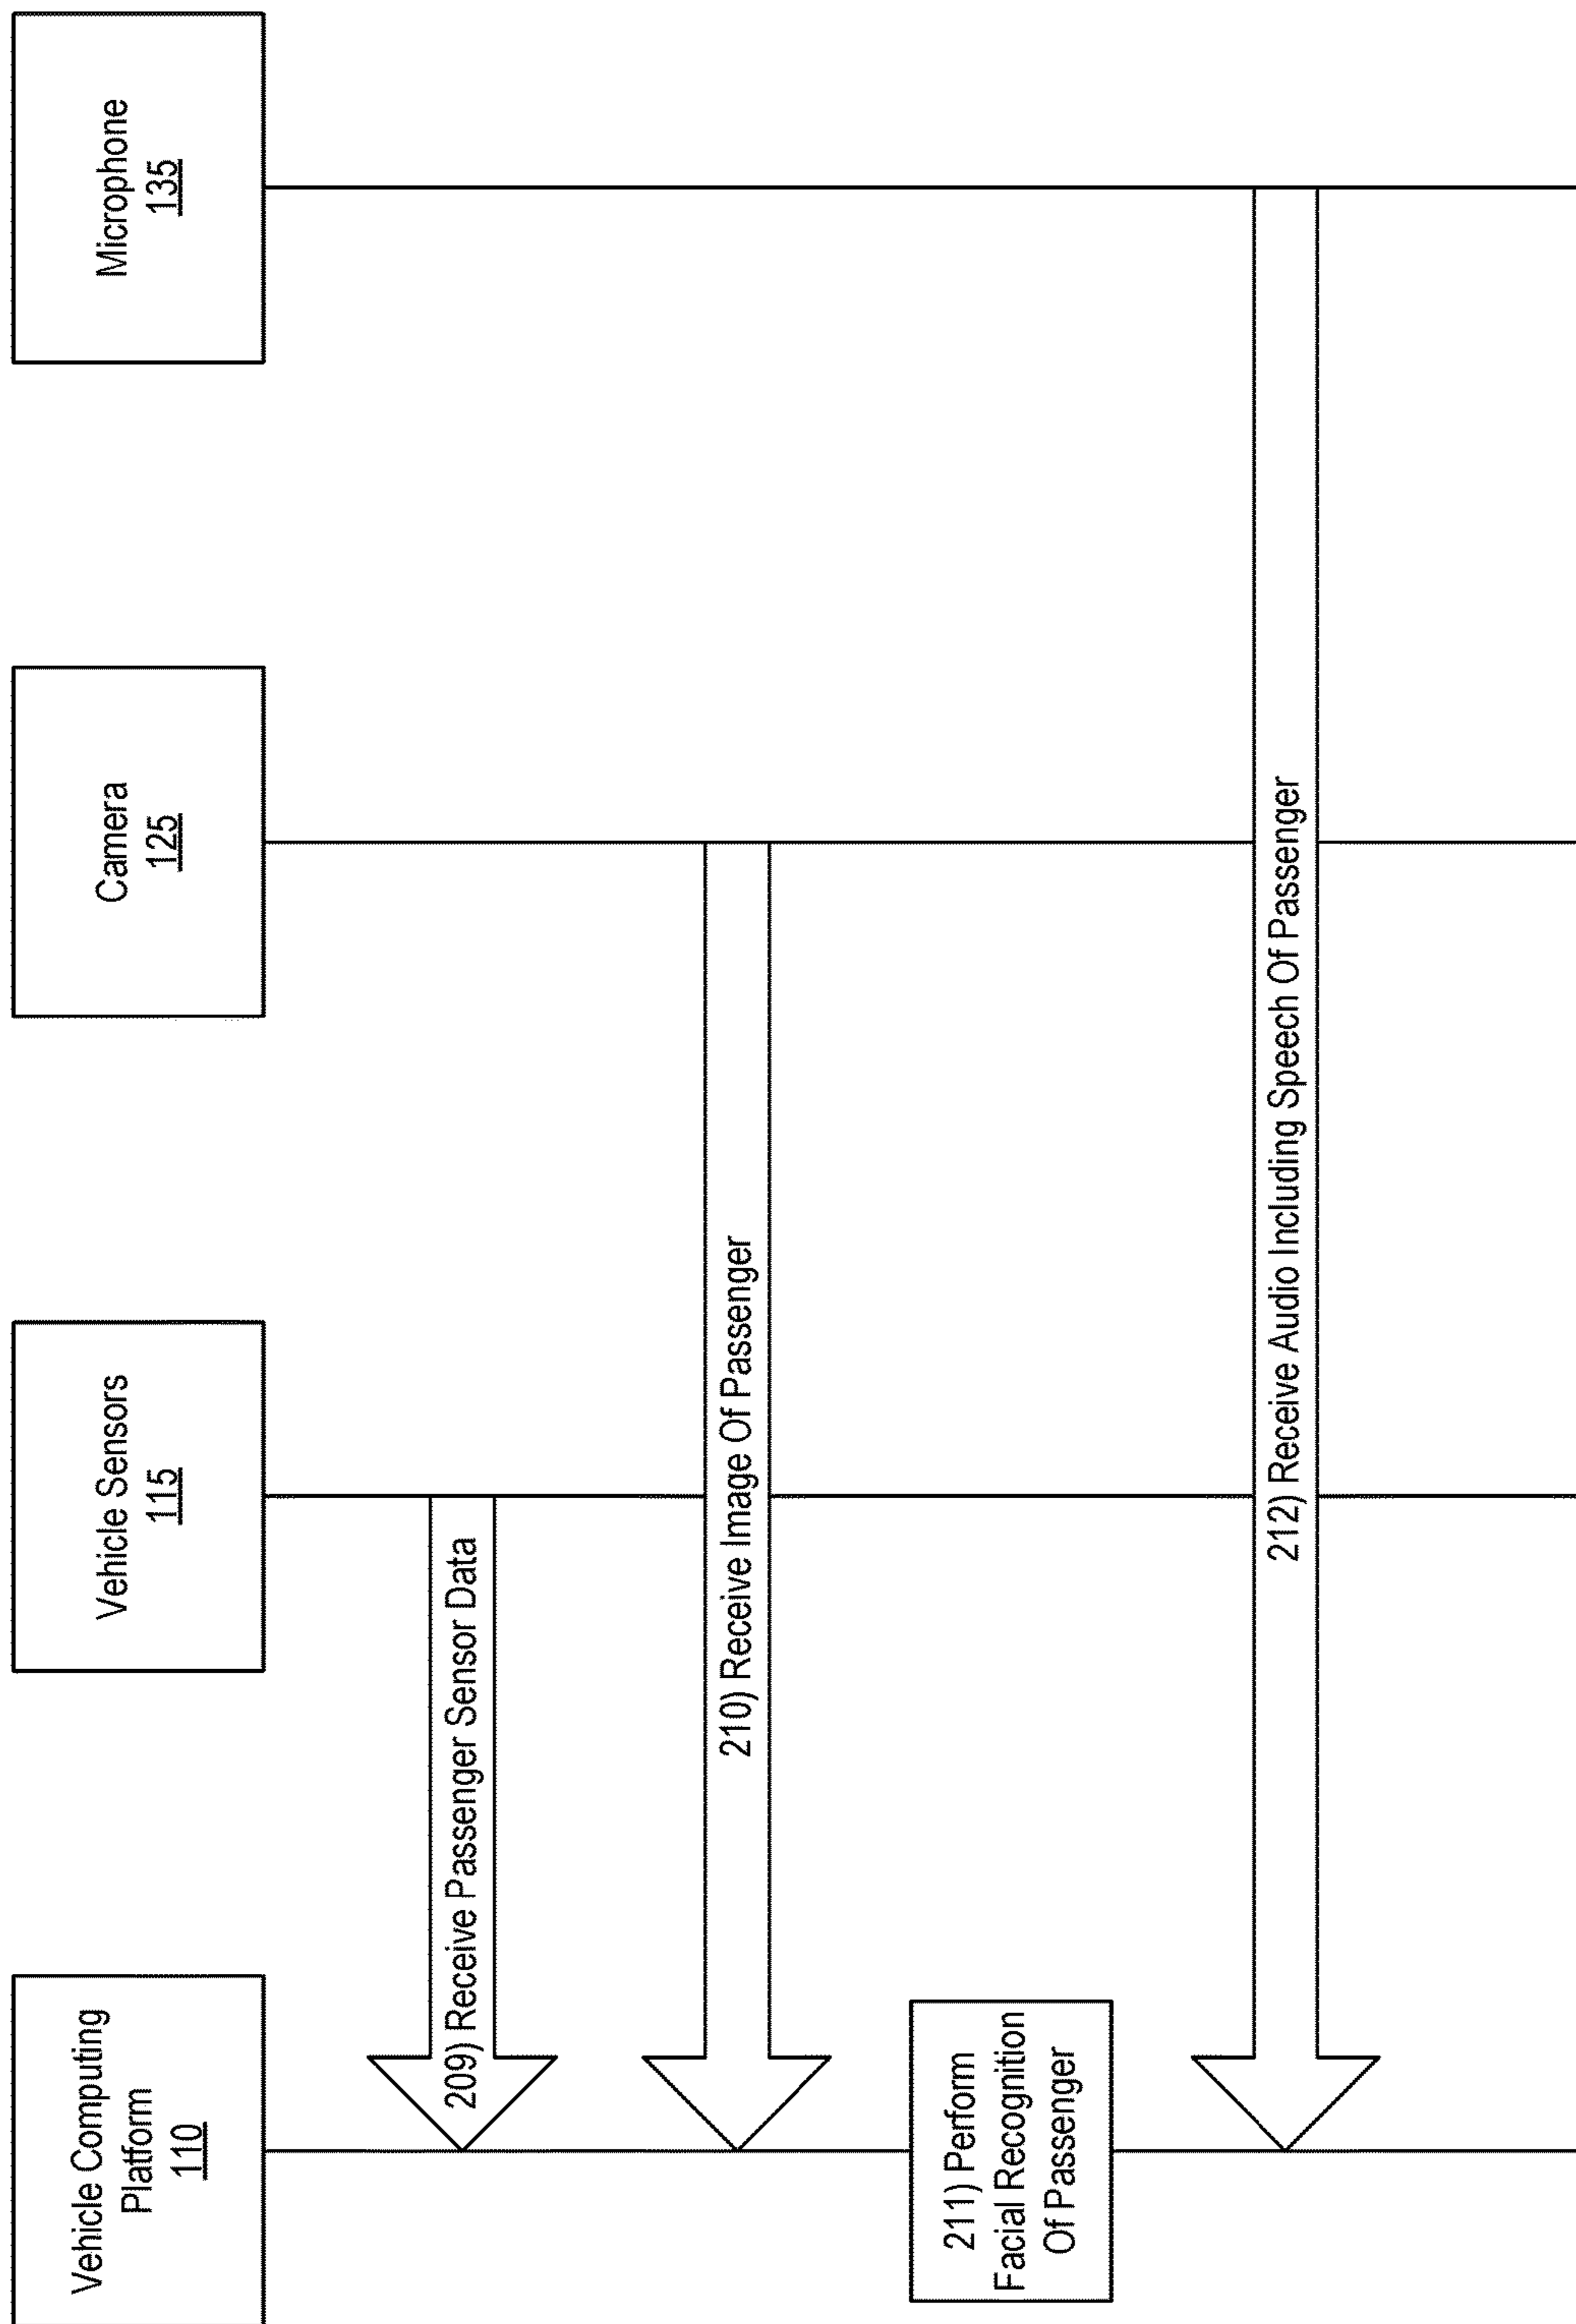 Vehicle Computing
Platform
110
Vehicle Sensors
115
Camera
125
Microphone
135
209) Receive Passenger Sensor Data
210) Receive Image Of Passenger
211) Perform
Facial Recognition
Of Passenger
212) Receive Audio Including Speech Of Passenger